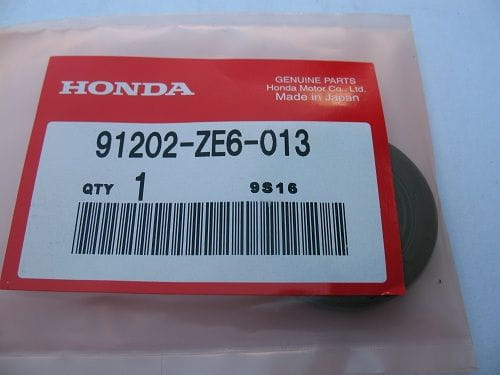 HONDA
GENUINE PARTS
Honda Motor Co., Ltd.
Made in Japan
91202-ZE6-013
QTY 1 9S16